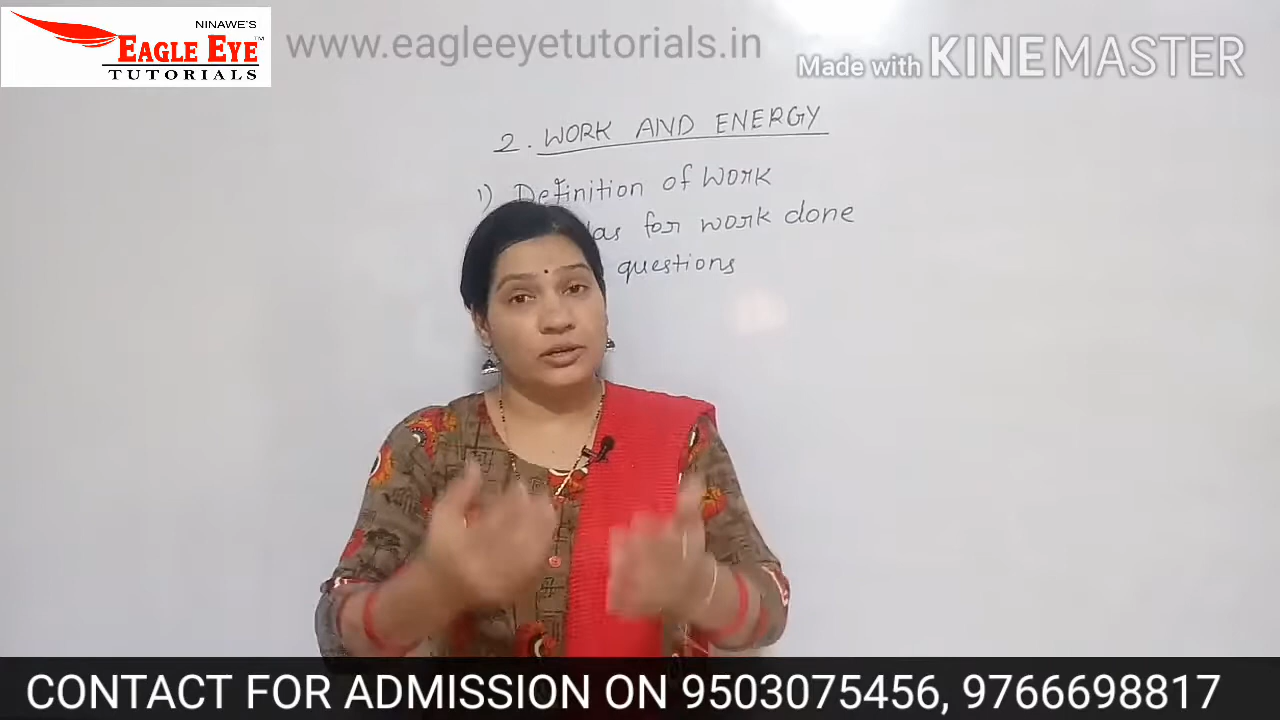 NINAWE'S
EAGLE EYE™
TUTORIALS
www.eagleeyetutorials.in
Made with KINEMASTER
2. WORK AND ENERGY
1) Definition of Work
for work done
questions
CONTACT FOR ADMISSION ON 9503075456, 9766698817